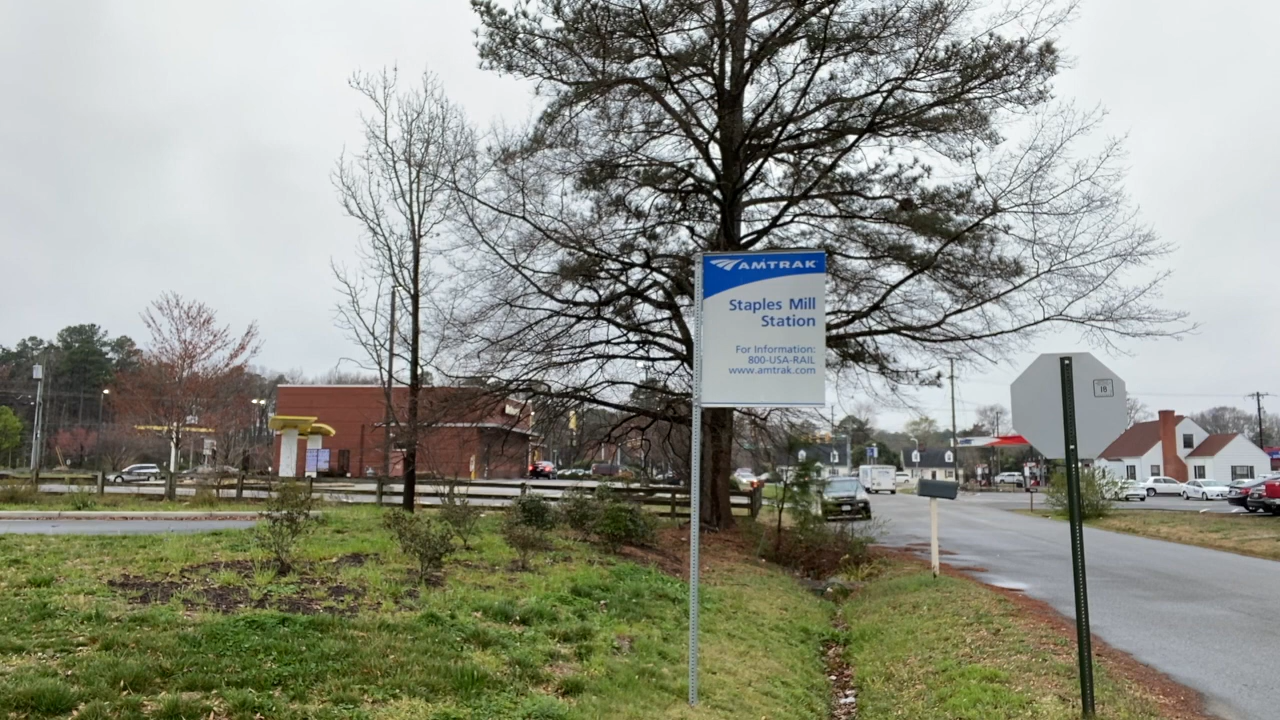 AMTRAK
Staples Mill
Station
For Information:
800-USA-RAIL
www.amtrak.com